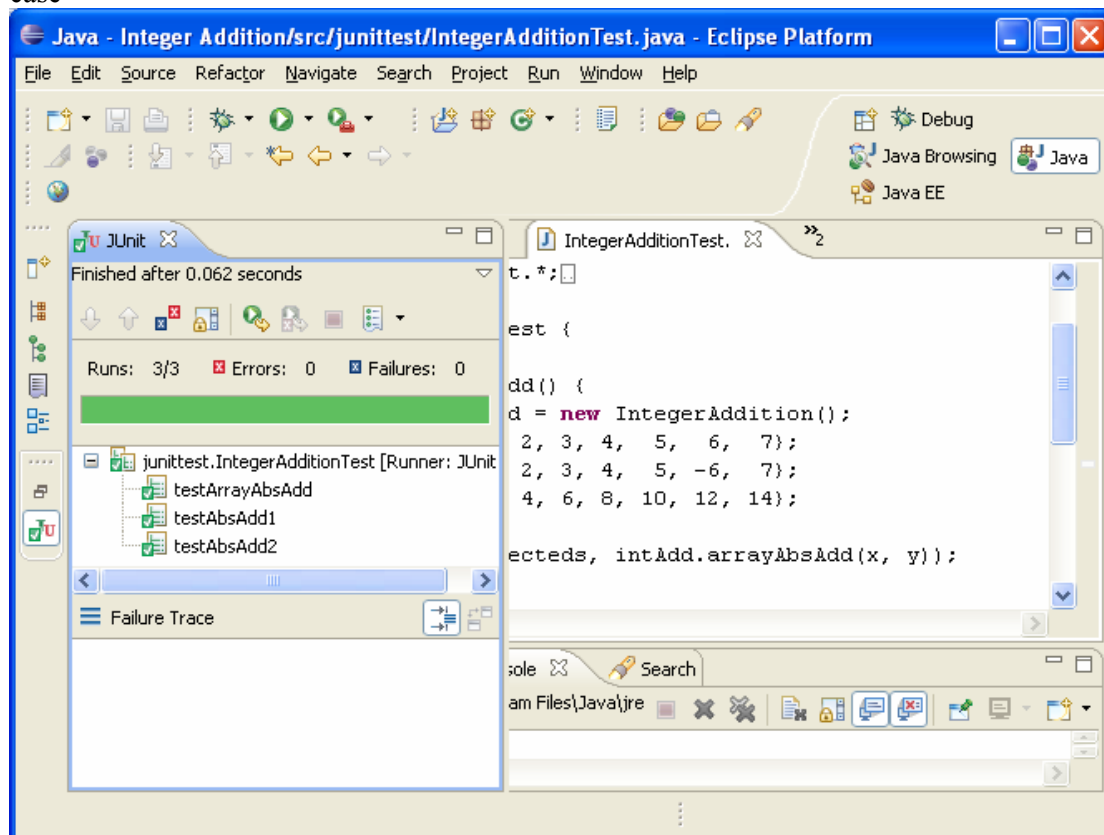 case
Java - Integer Addition/src/junittest/IntegerAdditionTest.java - Eclipse Platform
File Edit Source Refactor Navigate Search Project Run Window Help
Debug
Java Browsing Java
Java EE
JUnit
Finished after 0.062 seconds
Runs: 3/3 Errors: 0 Failures: 0
junittest.IntegerAdditionTest [Runner: JUnit
testArrayAbsAdd
testAbsAdd1
testAbsAdd2
Failure Trace
IntegerAdditionTest. »2
t.*;
est {
dd() {
d = new IntegerAddition();
2, 3, 4, 5, 6, 7};
2, 3, 4, 5, -6, 7};
4, 6, 8, 10, 12, 14};
ecteds, intAdd.arrayAbsAdd(x, y));
sole Search
am Files\Java\jre